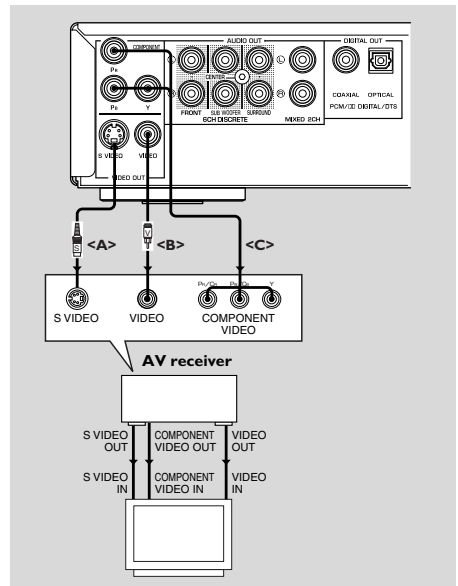 AUDIO OUT
DIGITAL OUT
COMPONENT
PR
PB
Y
L
R
CENTER
L
R
FRONT
SUB WOOFER
SURROUND
6CH DISCRETE
MIXED 2CH
COAXIAL
OPTICAL
PCM/DD DIGITAL/DTS
S VIDEO
VIDEO
VIDEO OUT
S
<A>
V
<B>
<C>
S VIDEO
VIDEO
PR/CR
PB/CB
Y
COMPONENT
VIDEO
AV receiver
S VIDEO
OUT
COMPONENT
VIDEO OUT
VIDEO
OUT
S VIDEO
IN
COMPONENT
VIDEO IN
VIDEO
IN